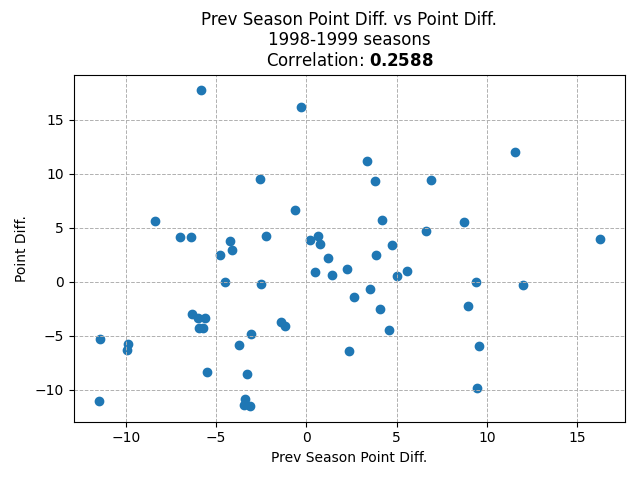 Prev Season Point Diff. vs Point Diff.
1998-1999 seasons
Correlation: 0.2588
Point Diff.
15
10
5
0
−5
−10
−10
−5
0
5
10
15
Prev Season Point Diff.